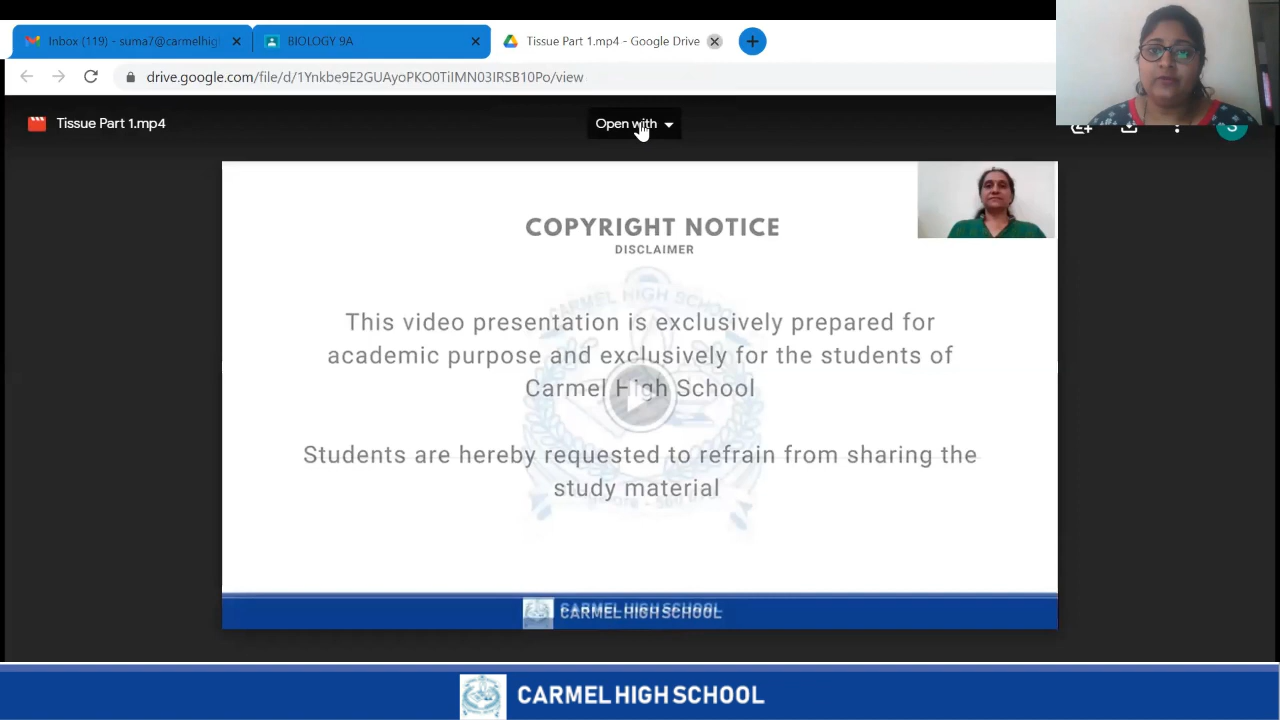 Inbox (119) - suma7@carmelhig
BIOLOGY 9A
Tissue Part 1.mp4 - Google Drive
drive.google.com/file/d/1Ynkbe9E2GUAyoPKO0TiIMN03IRSB10Po/view
Tissue Part 1.mp4
Open with
S
COPYRIGHT NOTICE
DISCLAIMER
CARMEL HIGH SCHOOL
This video presentation is exclusively prepared for
academic purpose and exclusively for the students of
Carmel High School
Students are hereby requested to refrain from sharing the
study material
CARMEL HIGH SCHOOL
CARMEL HIGH SCHOOL